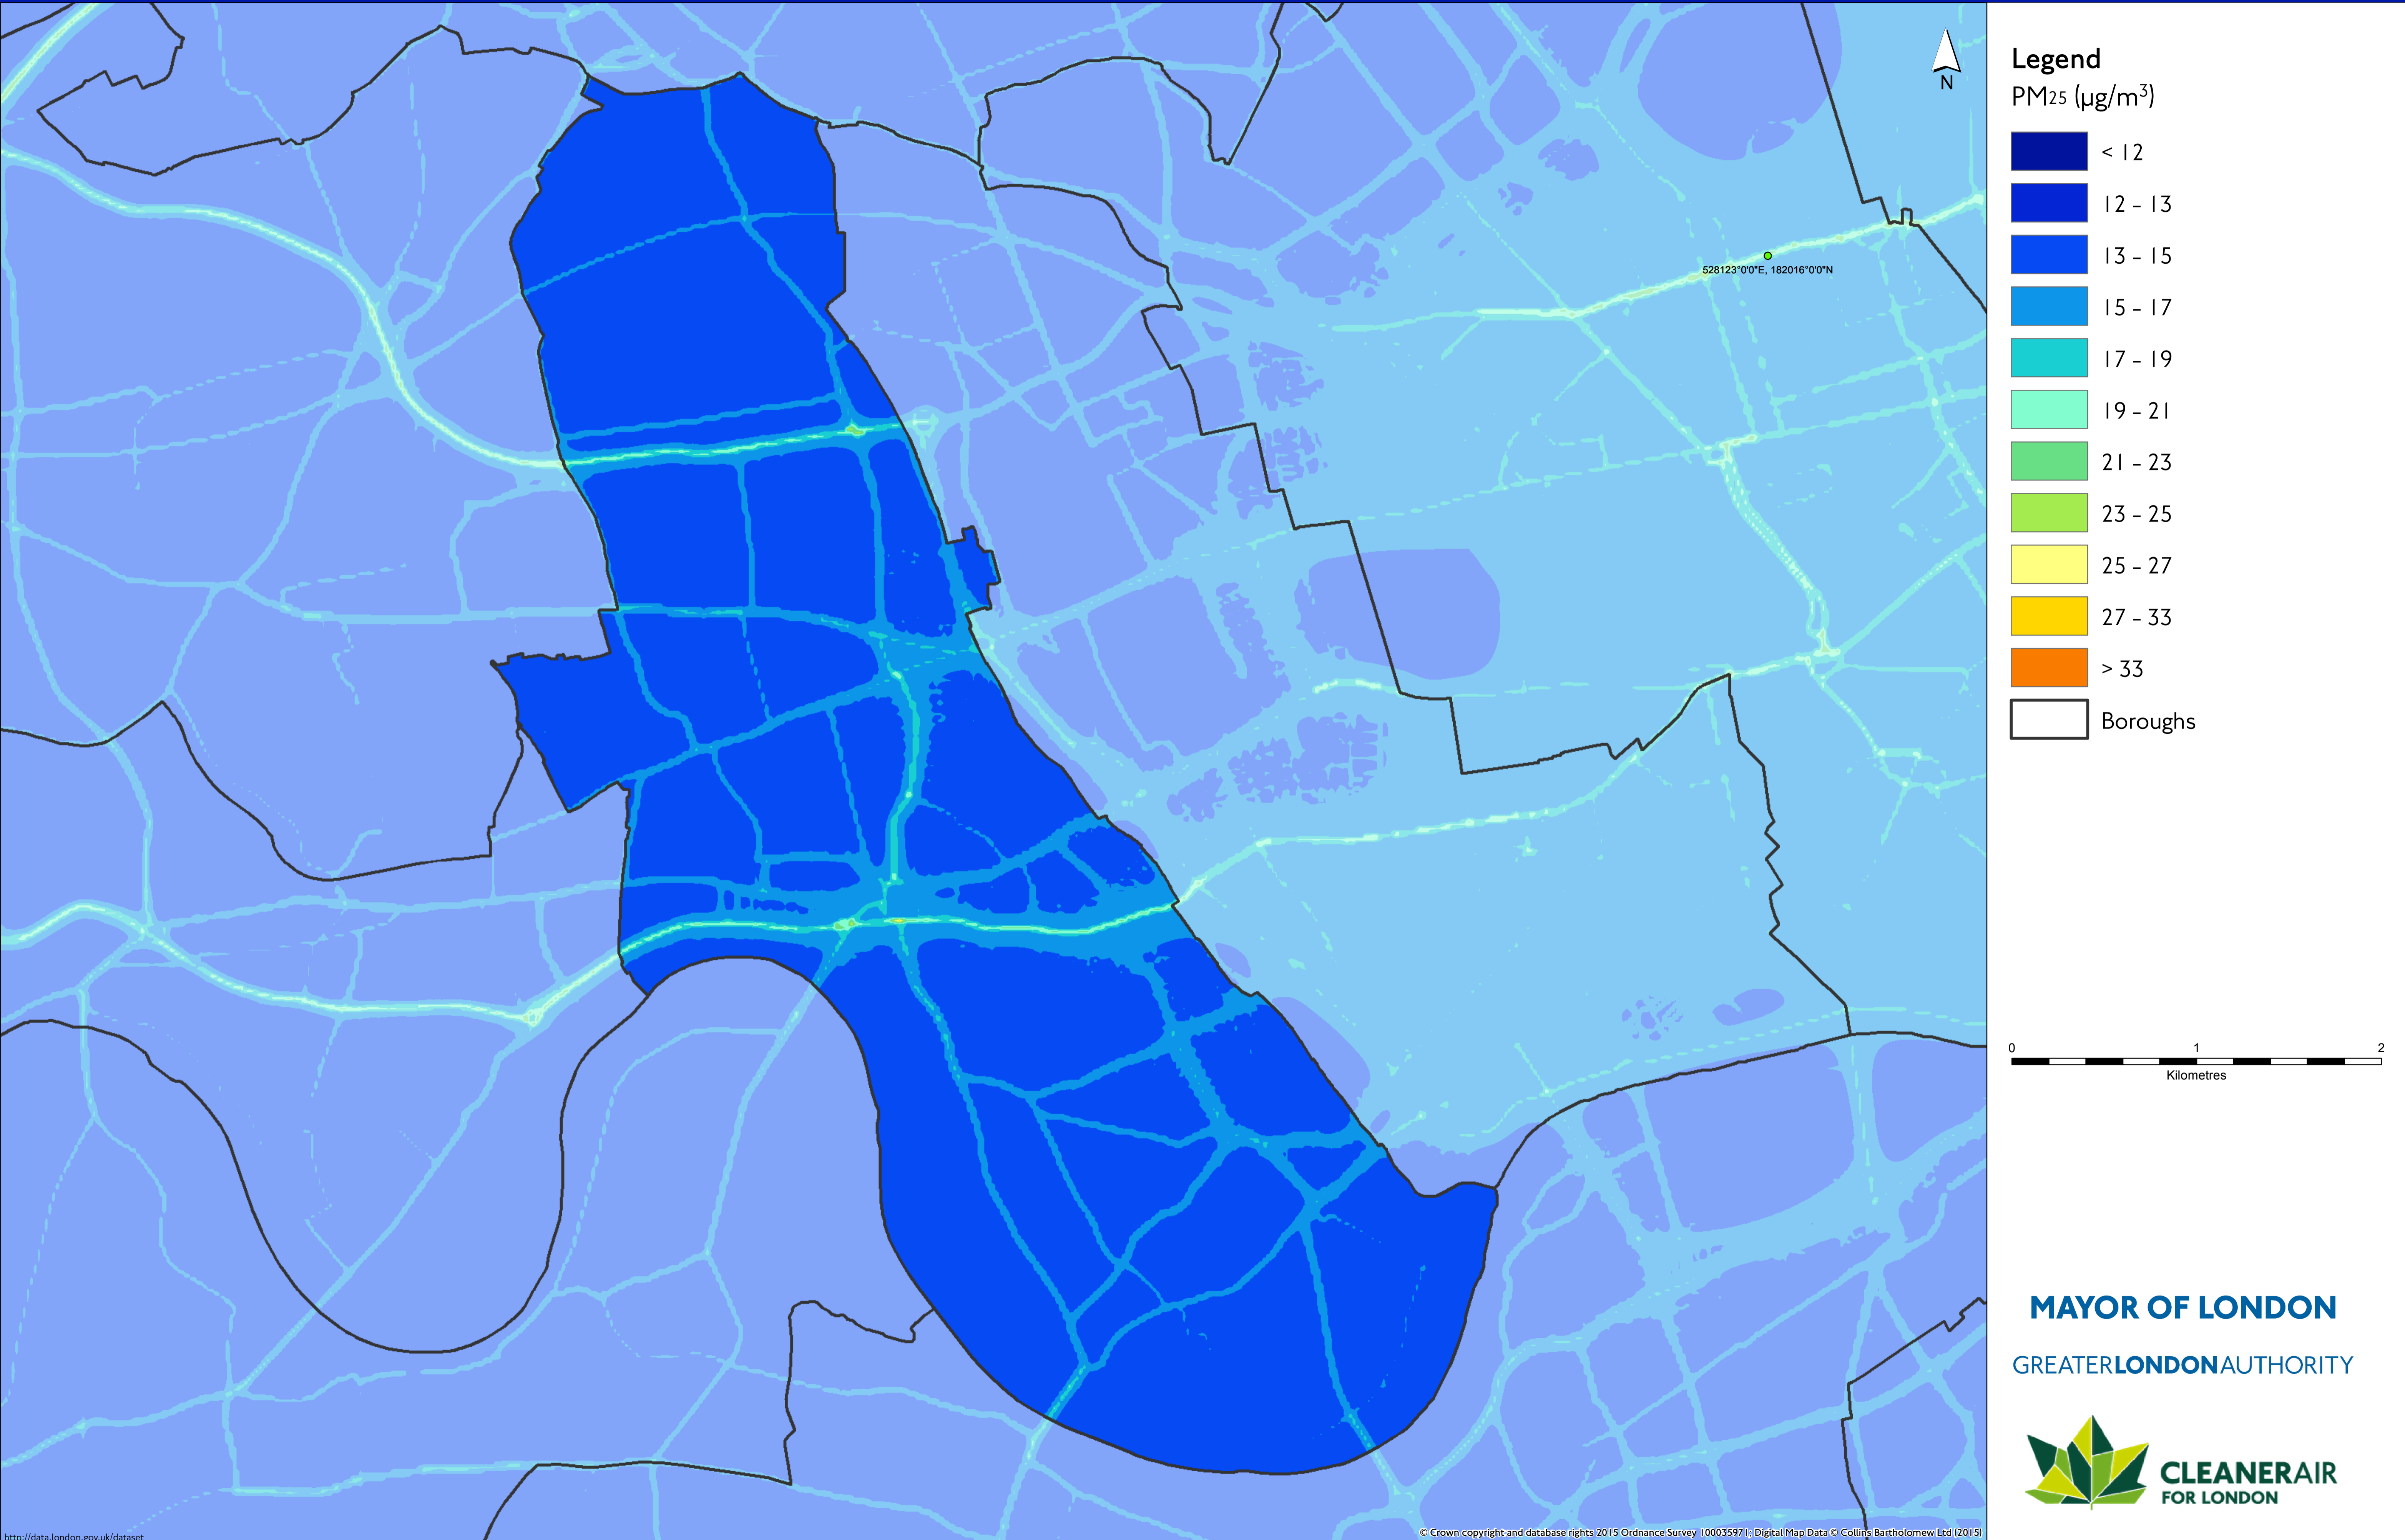 N
528123°0'0"E, 182016°0'0"N
Legend
PM25 (µg/m3)
< 12
12 - 13
13 - 15
15 - 17
17 - 19
19 - 21
21 - 23
23 - 25
25 - 27
27 - 33
> 33
Boroughs
0 1 2
Kilometres
MAYOR OF LONDON
GREATERLONDONAUTHORITY
CLEANERAIR
FOR LONDON
http://data.london.gov.uk/dataset
© Crown copyright and database rights 2015 Ordnance Survey 100035971; Digital Map Data © Collins Bartholomew Ltd (2015)